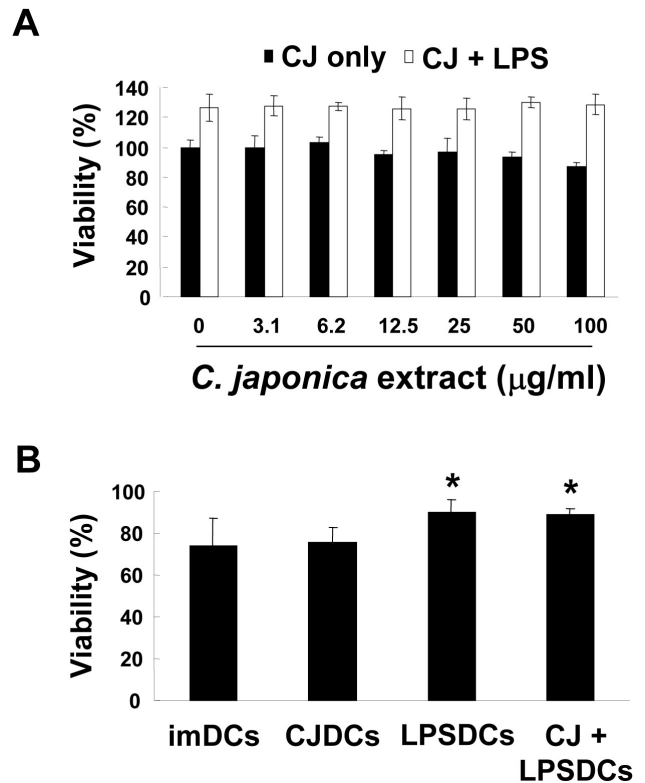 A
CJ only CJ + LPS
Viability (%)
140
120
100
80
60
40
20
0
0 3.1 6.2 12.5 25 50 100
C. japonica extract (μg/ml)
B
Viability (%)
100
80
60
40
20
0
* *
imDCs CJDCs LPSDCs CJ +
LPSDCs